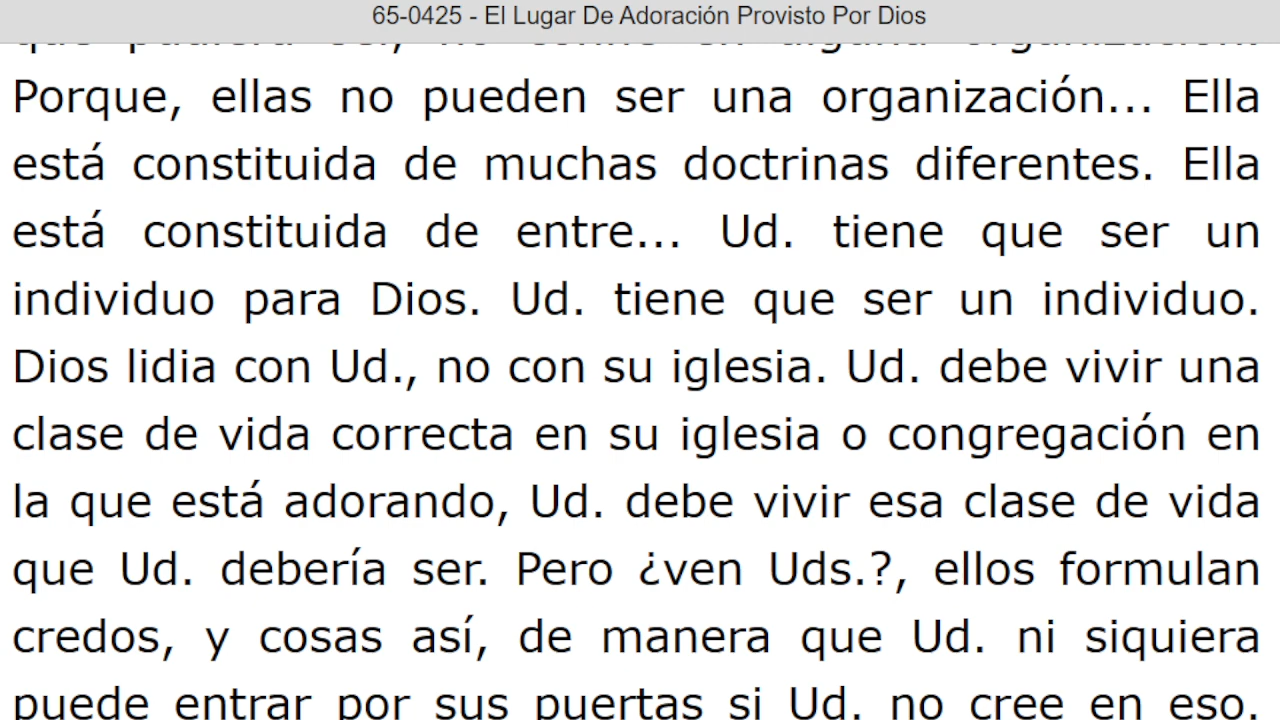 65-0425 - El Lugar De Adoración Provisto Por Dios
Porque, ellas no pueden ser una organización... Ella
está constituida de muchas doctrinas diferentes. Ella
está constituida de entre... Ud. tiene que ser un
individuo para Dios. Ud. tiene que ser un individuo.
Dios lidia con Ud., no con su iglesia. Ud. debe vivir una
clase de vida correcta en su iglesia o congregación en
la que está adorando, Ud. debe vivir esa clase de vida
que Ud. debería ser. Pero ¿ven Uds.?, ellos formulan
credos, y cosas así, de manera que Ud. ni siquiera
puede entrar por sus puertas si Ud. no cree en eso.